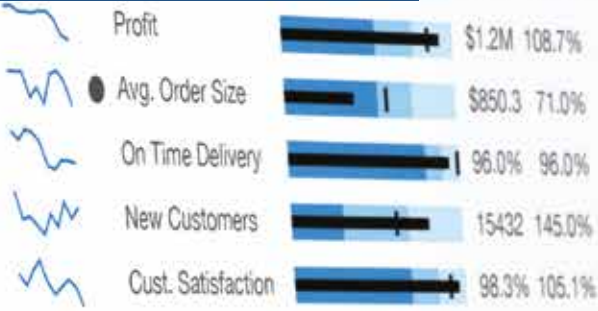 Profit $1.2M 108.7%
Avg. Order Size $850.3 71.0%
On Time Delivery 96.0% 96.0%
New Customers 15432 145.0%
Cust. Satisfaction 98.3% 105.1%